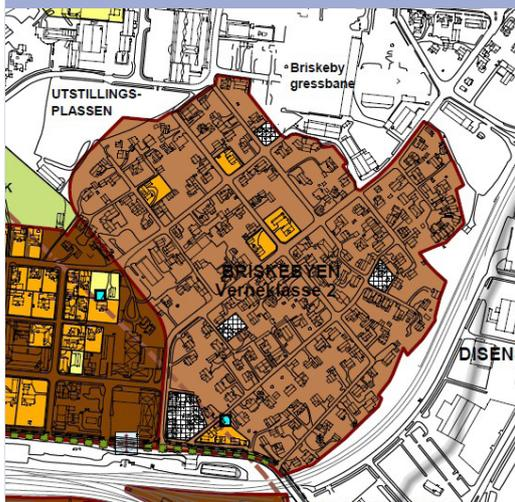 Briskeby
gressbane
UTSTILLINGS-
PLASSEN
K
BRISKEBYEN
Verneklasse 2
DISEN